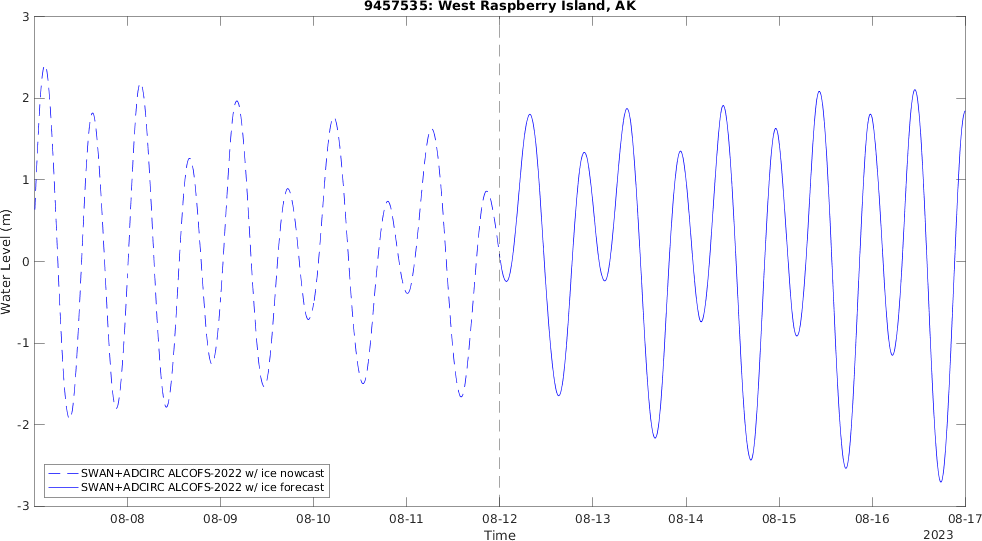 9457535: West Raspberry Island, AK
3
2
1
0
-1
-2
-3
Water Level (m)
SWAN+ADCIRC ALCOFS-2022 w/ ice nowcast
SWAN+ADCIRC ALCOFS-2022 w/ ice forecast
08-08 08-09 08-10 08-11 08-12 08-13 08-14 08-15 08-16 08-17
Time
2023